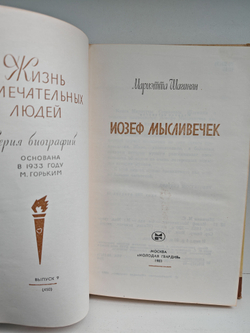 Жизнь
мечательных
людей
ерия биографий
ОСНОВАНА
В 1933 ГОДУ
М. ГОРЬКИМ
ВЫПУСК 9
Мариэтта Шагинян
ИОЗЕФ МЫСЛИВЕЧЕК
МОСКВА
«МОЛОДАЯ ГВАРДИЯ»